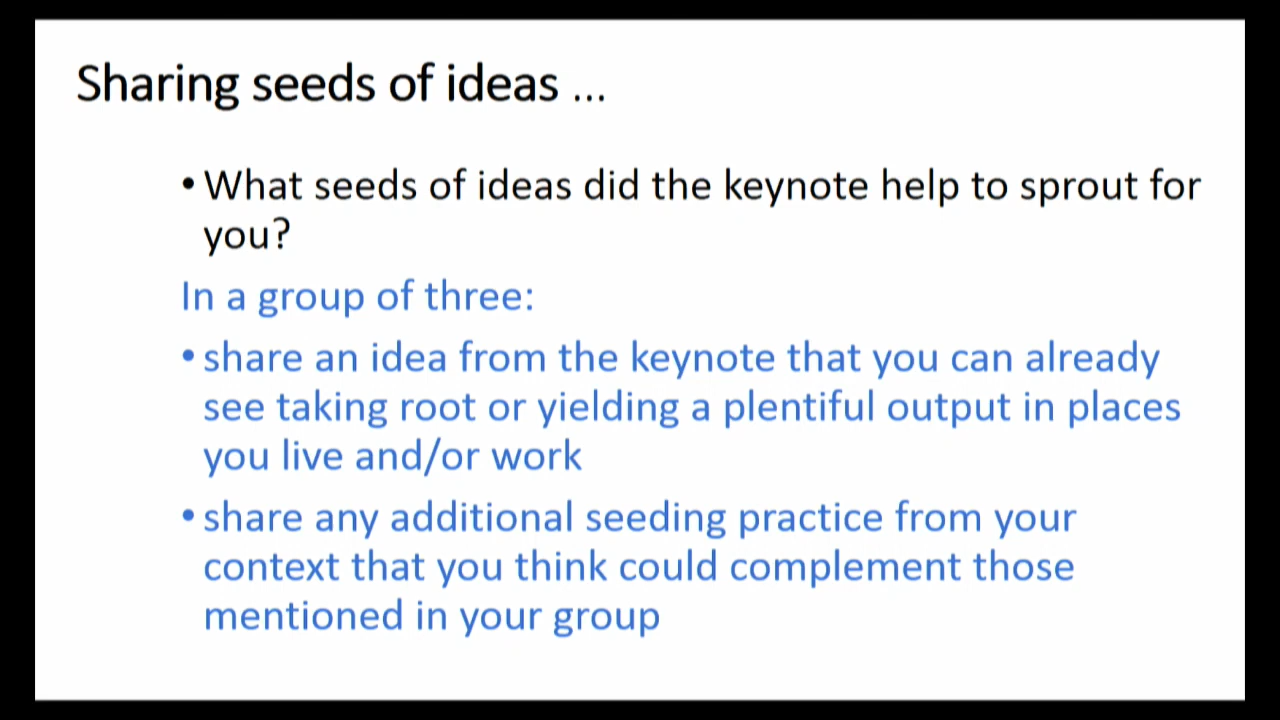 Sharing seeds of ideas ...
•What seeds of ideas did the keynote help to sprout for
you?
In a group of three:
•share an idea from the keynote that you can already
see taking root or yielding a plentiful output in places
you live and/or work
•share any additional seeding practice from your
context that you think could complement those
mentioned in your group